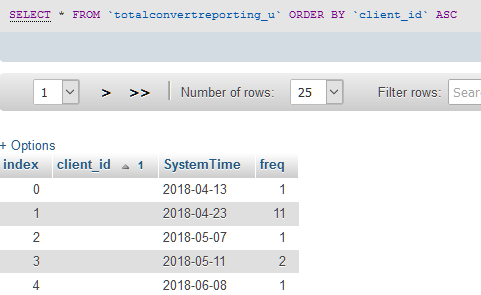 SELECT * FROM `totalconvertreporting_u` ORDER BY `client_id` ASC
1 > >> Number of rows: 25 Filter rows: Sear
+ Options
index client_id 1 SystemTime freq
0 2018-04-13 1
1 2018-04-23 11
2 2018-05-07 1
3 2018-05-11 2
4 2018-06-08 1